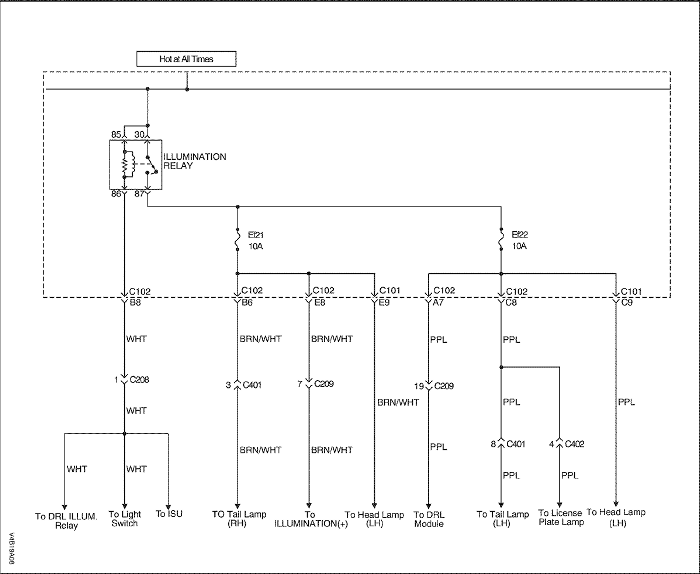 Hot at All Times
85 30
ILLUMINATION
RELAY
86 87
Ef21
10A
Ef22
10A
C102 C102 C102 C101 C102 C102 C101
B8 B6 E8 E9 A7 C8 C9
WHT BRN/WHT BRN/WHT PPL PPL
1 C208 3 C401 7 C209 19 C209
BRN/WHT PPL PPL
WHT
8 C401 4 C402
BRN/WHT BRN/WHT PPL
WHT WHT PPL PPL
To DRL ILLUM.
Relay
To Light
Switch
To ISU
TO Tail Lamp
(RH)
To
ILLUMINATION(+)
To Head Lamp
(LH)
To DRL
Module
To Tail Lamp
(LH)
To License
Plate Lamp
To Head Lamp
(LH)